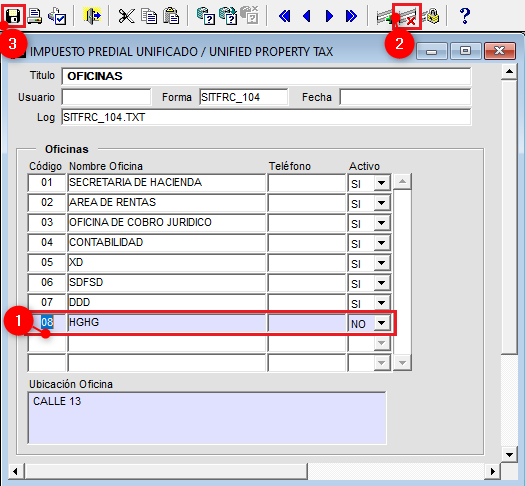 ?
3
2
IMPUESTO PREDIAL UNIFICADO / UNIFIED PROPERTY TAX
Título OFICINAS
Usuario Forma SITFRC_104 Fecha
Log SITFRC_104.TXT
Oficinas
Código Nombre Oficina Teléfono Activo
01 SECRETARIA DE HACIENDA SI
02 AREA DE RENTAS SI
03 OFICINA DE COBRO JURIDICO SI
04 CONTABILIDAD SI
05 XD SI
06 SDFSD SI
07 DDD SI
1 08 HGHG NO
Ubicación Oficina
CALLE 13